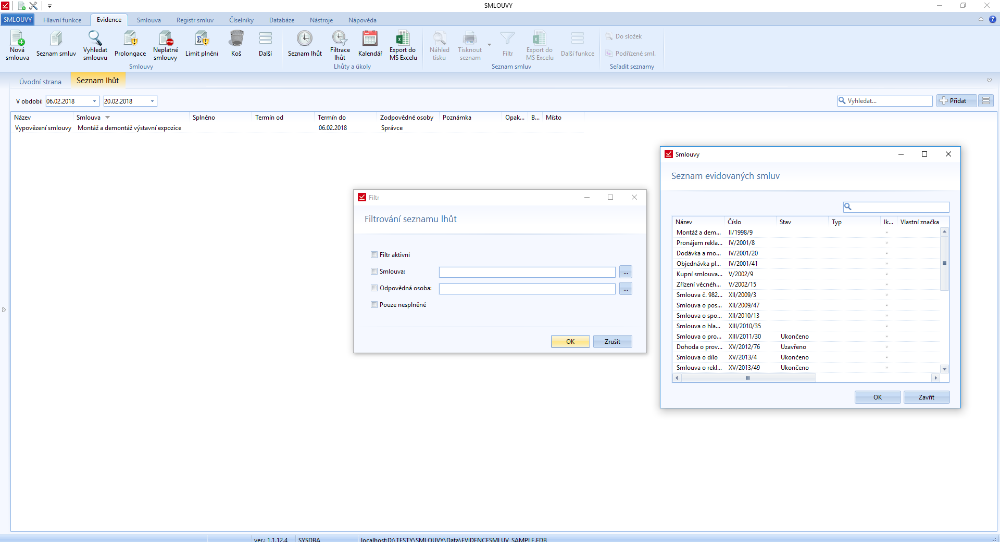 SMLOUVY
SMLOUVY Hlavní funkce Evidence Smlouva Registr smluv Číselníky Databáze Nástroje Nápověda
Nová smlouva
Seznam smluv
Vyhledat smlouvu
Prolongace
Neplatné smlouvy
Limit plnění
Koš
Další
Smlouvy
Seznam lhůt
Filtrace lhůt
Kalendář
Export do MS Excelu
Lhůty a úkoly
Náhled tisku
Tisknout seznam
Filtr
Export do MS Excelu
Další funkce
Seznam smluv
Do složek
Podřízené sml.
Seřadit seznamy
Úvodní strana Seznam lhůt
V období: 06.02.2018 20.02.2018 Vyhledat... Přidat
Název Smlouva Splněno Termín od Termín do Zodpovědné osoby Poznámka Opak... B... Místo
Vypovězení smlouvy Montáž a demontáž výstavní expozice 06.02.2018 Správce
Filtr
Filtrování seznamu lhůt
Filtr aktivní
Smlouva: ...
Odpovědná osoba: ...
Pouze nesplněné
OK Zrušit
Smlouvy
Seznam evidovaných smluv
Název Číslo Stav Typ Ik... Vlastní značka
Montáž a dem... II/1998/9
Pronájem rekla... IV/2001/8
Dodávka a mo... IV/2001/20
Objednávka pl... IV/2001/41
Kupní smlouva... V/2002/9
Zřízení věcného... V/2002/15
Smlouva č. 982... XII/2009/3
Smlouva o pos... XII/2009/47
Smlouva o spo... XII/2010/13
Smlouva o hla... XIII/2010/35
Smlouva o pro... XIII/2011/30 Ukončeno
Dohoda o prov... XV/2012/76 Uzavřeno
Smlouva o dílo XV/2013/4 Ukončeno
Smlouva o rekl... XV/2013/49 Ukončeno
OK Zavřít
ver.: 1.1.12.4 SYSDBA localhost:D:\TESTY\SMLOUVY\Data\EVIDENCESMLUV_SAMPLE.FDB